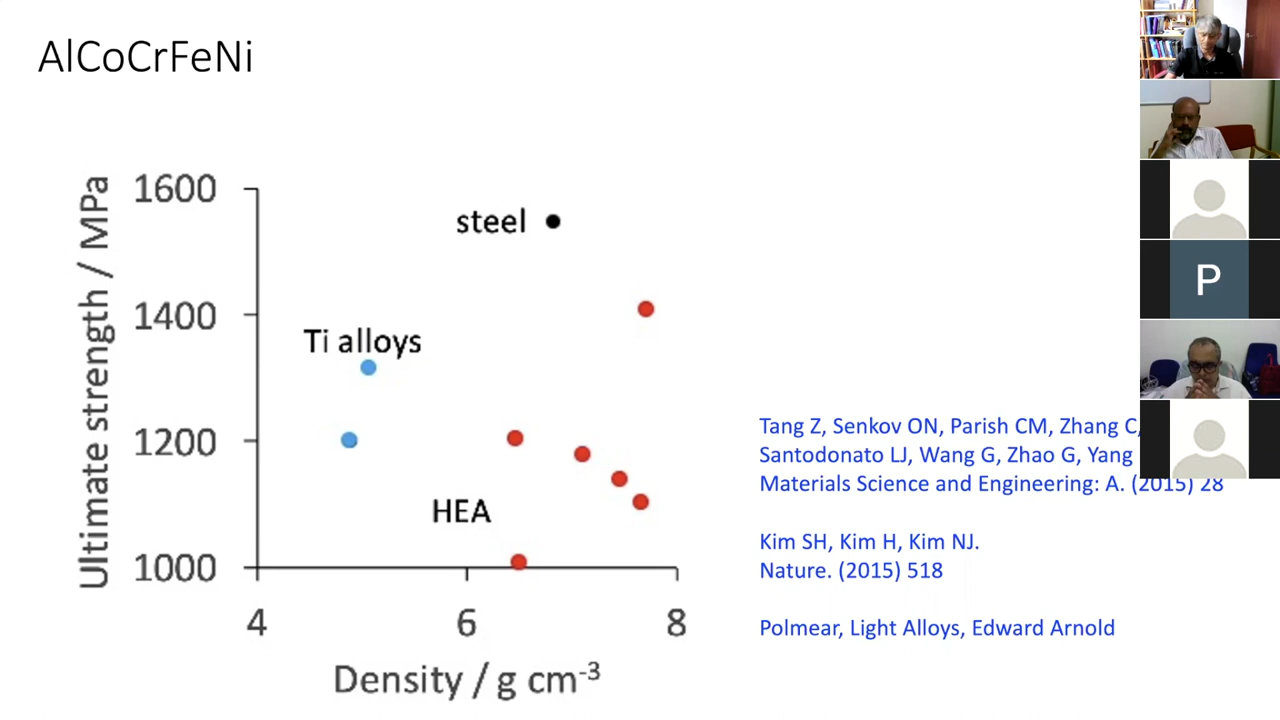 AlCoCrFeNi
Ultimate strength / MPa
1600
1400
1200
1000
steel
Ti alloys
HEA
4 6 8
Density / g cm-3
Tang Z, Senkov ON, Parish CM, Zhang C,
Santodonato LJ, Wang G, Zhao G, Yang
Materials Science and Engineering: A. (2015) 28
Kim SH, Kim H, Kim NJ.
Nature. (2015) 518
Polmear, Light Alloys, Edward Arnold
P